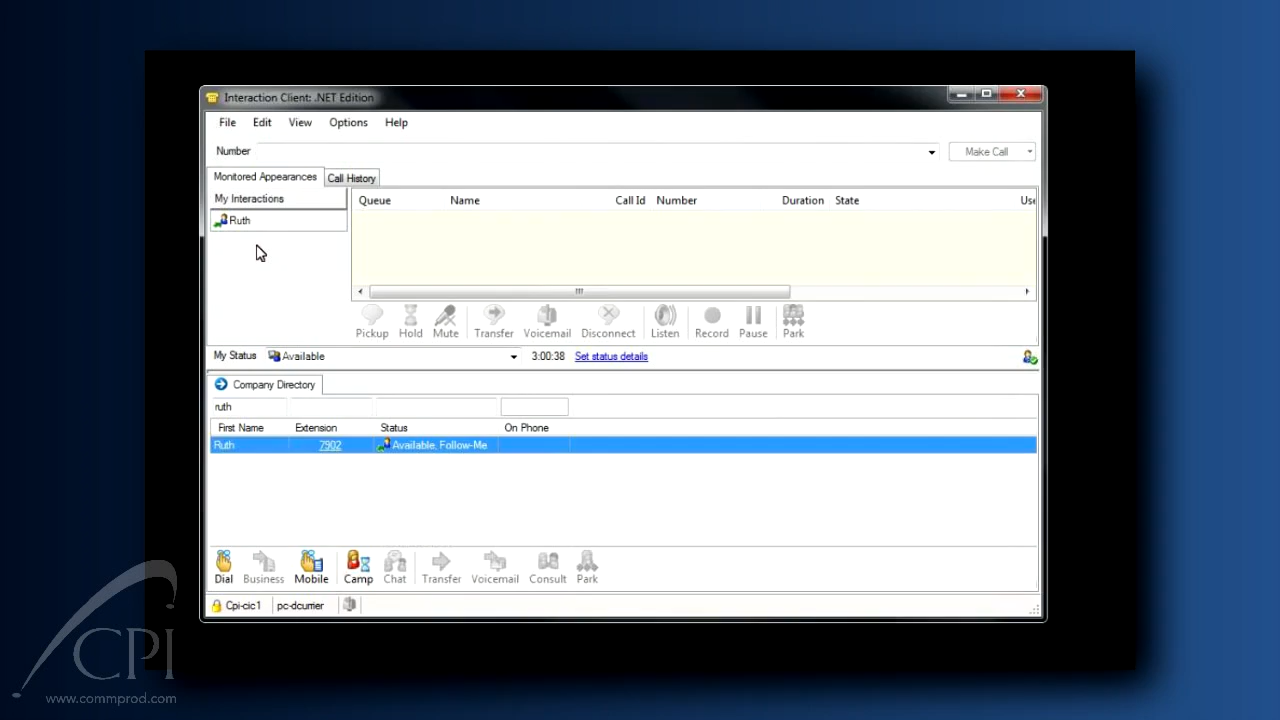 Interaction Client: .NET Edition
File Edit View Options Help
Number Make Call
Monitored Appearances Call History
My Interactions Queue Name Call Id Number Duration State Use
Ruth
Pickup Hold Mute Transfer Voicemail Disconnect Listen Record Pause Park
My Status Available 3:00:38 Set status details
Company Directory
ruth
First Name Extension Status On Phone
Ruth 7902 Available, Follow-Me
Dial Business Mobile Camp Chat Transfer Voicemail Consult Park
Cpi-cic1 pc-dcurrier
CPI
www.commprod.com